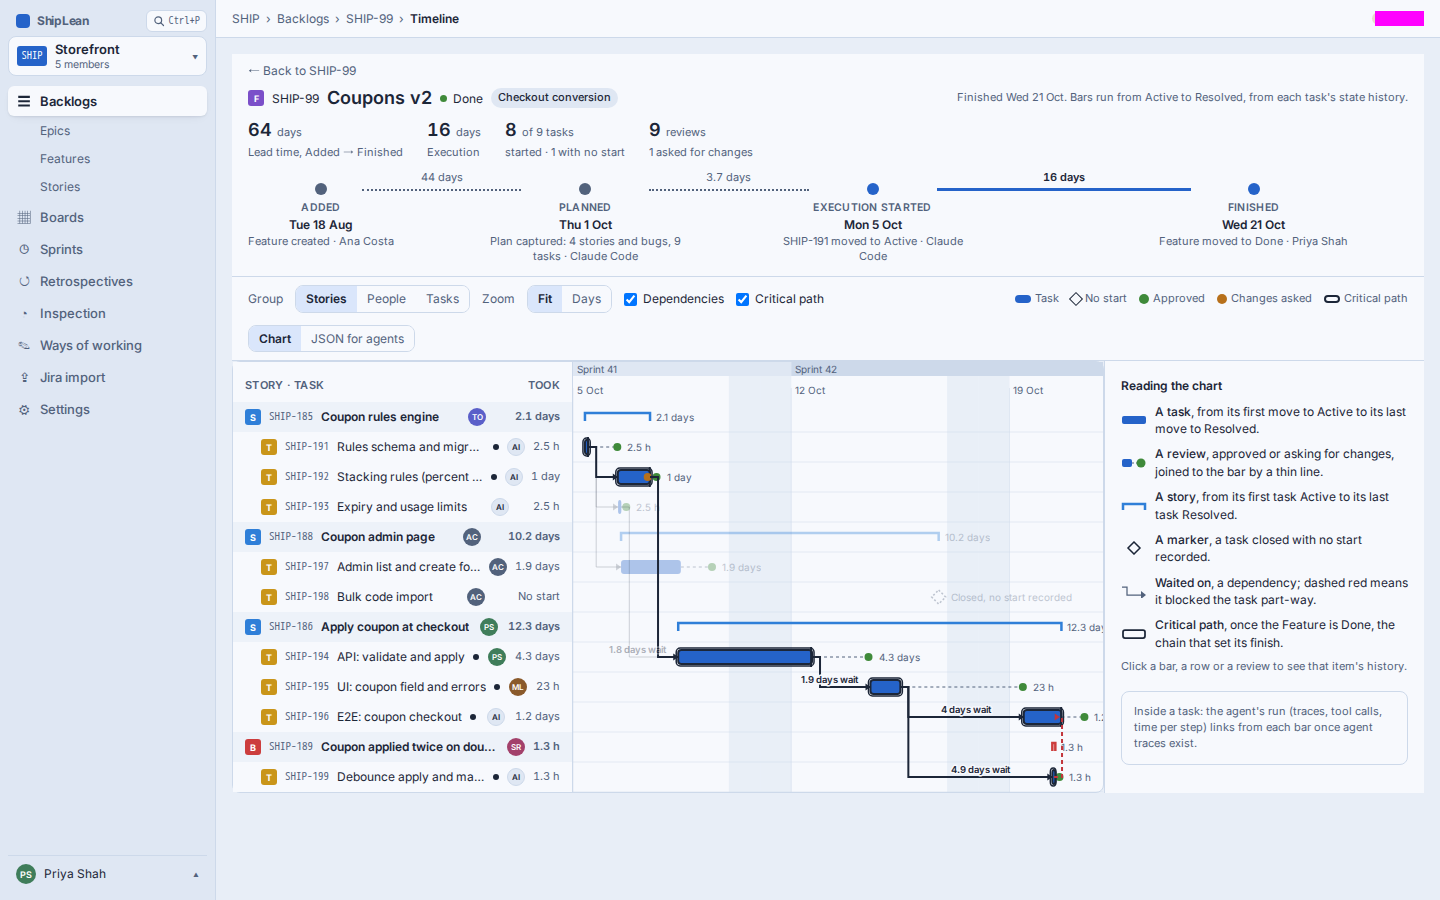 ShipLean
Ctrl+P
SHIP
Storefront
5 members
Backlogs
Epics
Features
Stories
Boards
Sprints
Retrospectives
Inspection
Ways of working
Jira import
Settings
PS Priya Shah
SHIP › Backlogs › SHIP-99 › Timeline
← Back to SHIP-99
F SHIP-99 Coupons v2 Done Checkout conversion
Finished Wed 21 Oct. Bars run from Active to Resolved, from each task's state history.
64 days
Lead time, Added → Finished
16 days
Execution
8 of 9 tasks
started · 1 with no start
9 reviews
1 asked for changes
44 days
3.7 days
16 days
ADDED
Tue 18 Aug
Feature created · Ana Costa
PLANNED
Thu 1 Oct
Plan captured: 4 stories and bugs, 9
tasks · Claude Code
EXECUTION STARTED
Mon 5 Oct
SHIP-191 moved to Active · Claude
Code
FINISHED
Wed 21 Oct
Feature moved to Done · Priya Shah
Group Stories People Tasks Zoom Fit Days Dependencies Critical path
Task No start Approved Changes asked Critical path
Chart JSON for agents
STORY · TASK TOOK
Sprint 41 Sprint 42
5 Oct 12 Oct 19 Oct
S SHIP-185 Coupon rules engine TO 2.1 days
2.1 days
T SHIP-191 Rules schema and migr... AI 2.5 h
2.5 h
T SHIP-192 Stacking rules (percent ... AI 1 day
1 day
T SHIP-193 Expiry and usage limits AI 2.5 h
2.5 h
S SHIP-188 Coupon admin page AC 10.2 days
10.2 days
T SHIP-197 Admin list and create fo... AC 1.9 days
1.9 days
T SHIP-198 Bulk code import AC No start
Closed, no start recorded
S SHIP-186 Apply coupon at checkout PS 12.3 days
12.3 day
T SHIP-194 API: validate and apply PS 4.3 days
1.8 days wait
4.3 days
T SHIP-195 UI: coupon field and errors ML 23 h
1.9 days wait
23 h
T SHIP-196 E2E: coupon checkout AI 1.2 days
4 days wait
1.2
B SHIP-189 Coupon applied twice on dou... SR 1.3 h
1.3 h
T SHIP-199 Debounce apply and ma... AI 1.3 h
4.9 days wait
1.3 h
Reading the chart
A task, from its first move to Active to its last
move to Resolved.
A review, approved or asking for changes,
joined to the bar by a thin line.
A story, from its first task Active to its last
task Resolved.
A marker, a task closed with no start
recorded.
Waited on, a dependency; dashed red means
it blocked the task part-way.
Critical path, once the Feature is Done, the
chain that set its finish.
Click a bar, a row or a review to see that item's history.
Inside a task: the agent's run (traces, tool calls,
time per step) links from each bar once agent
traces exist.